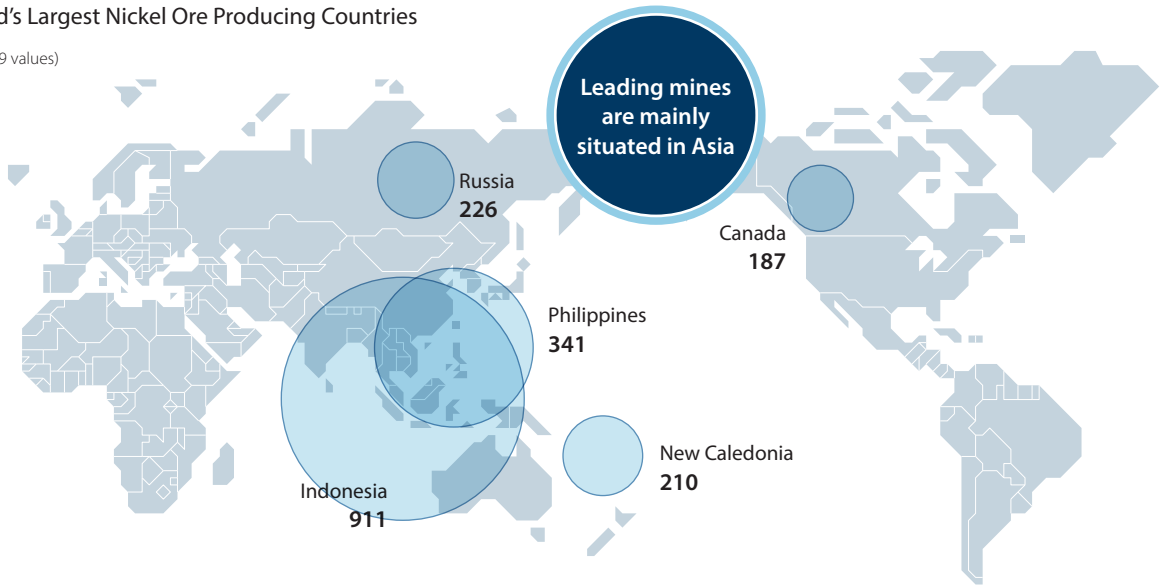 d's Largest Nickel Ore Producing Countries
9 values)
Leading mines
are mainly
situated in Asia
Russia
226
Canada
187
Philippines
341
New Caledonia
210
Indonesia
911